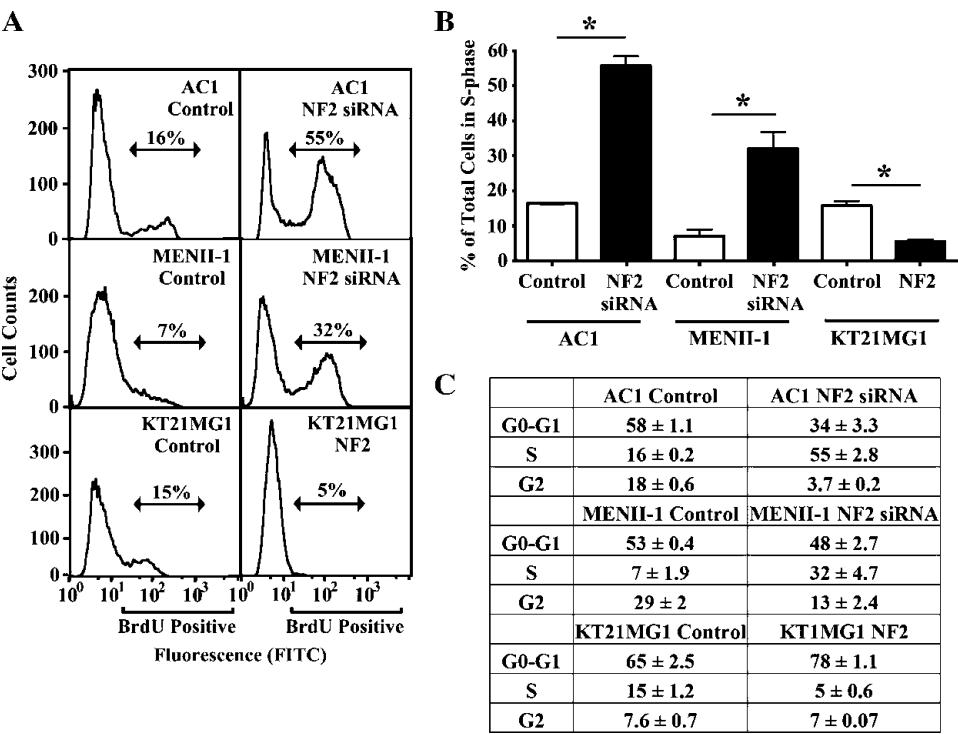 A
Cell Counts
300
200
100
0
AC1
Control
16%
AC1
NF2 siRNA
55%
200
100
0
MENII-1
Control
7%
MENII-1
NF2 siRNA
32%
300
200
100
0
KT21MG1
Control
15%
KT21MG1
NF2
5%
10^0 10^1 10^2 10^3 10^0 10^1 10^2 10^3
BrdU Positive BrdU Positive
Fluorescence (FITC)
B
% of Total Cells in S-phase
60
50
40
30
20
10
0
* * *
Control NF2 siRNA Control NF2 siRNA Control NF2
AC1 MENII-1 KT21MG1
C
AC1 Control AC1 NF2 siRNA
G0-G1 58 ± 1.1 34 ± 3.3
S 16 ± 0.2 55 ± 2.8
G2 18 ± 0.6 3.7 ± 0.2
MENII-1 Control MENII-1 NF2 siRNA
G0-G1 53 ± 0.4 48 ± 2.7
S 7 ± 1.9 32 ± 4.7
G2 29 ± 2 13 ± 2.4
KT21MG1 Control KT1MG1 NF2
G0-G1 65 ± 2.5 78 ± 1.1
S 15 ± 1.2 5 ± 0.6
G2 7.6 ± 0.7 7 ± 0.07